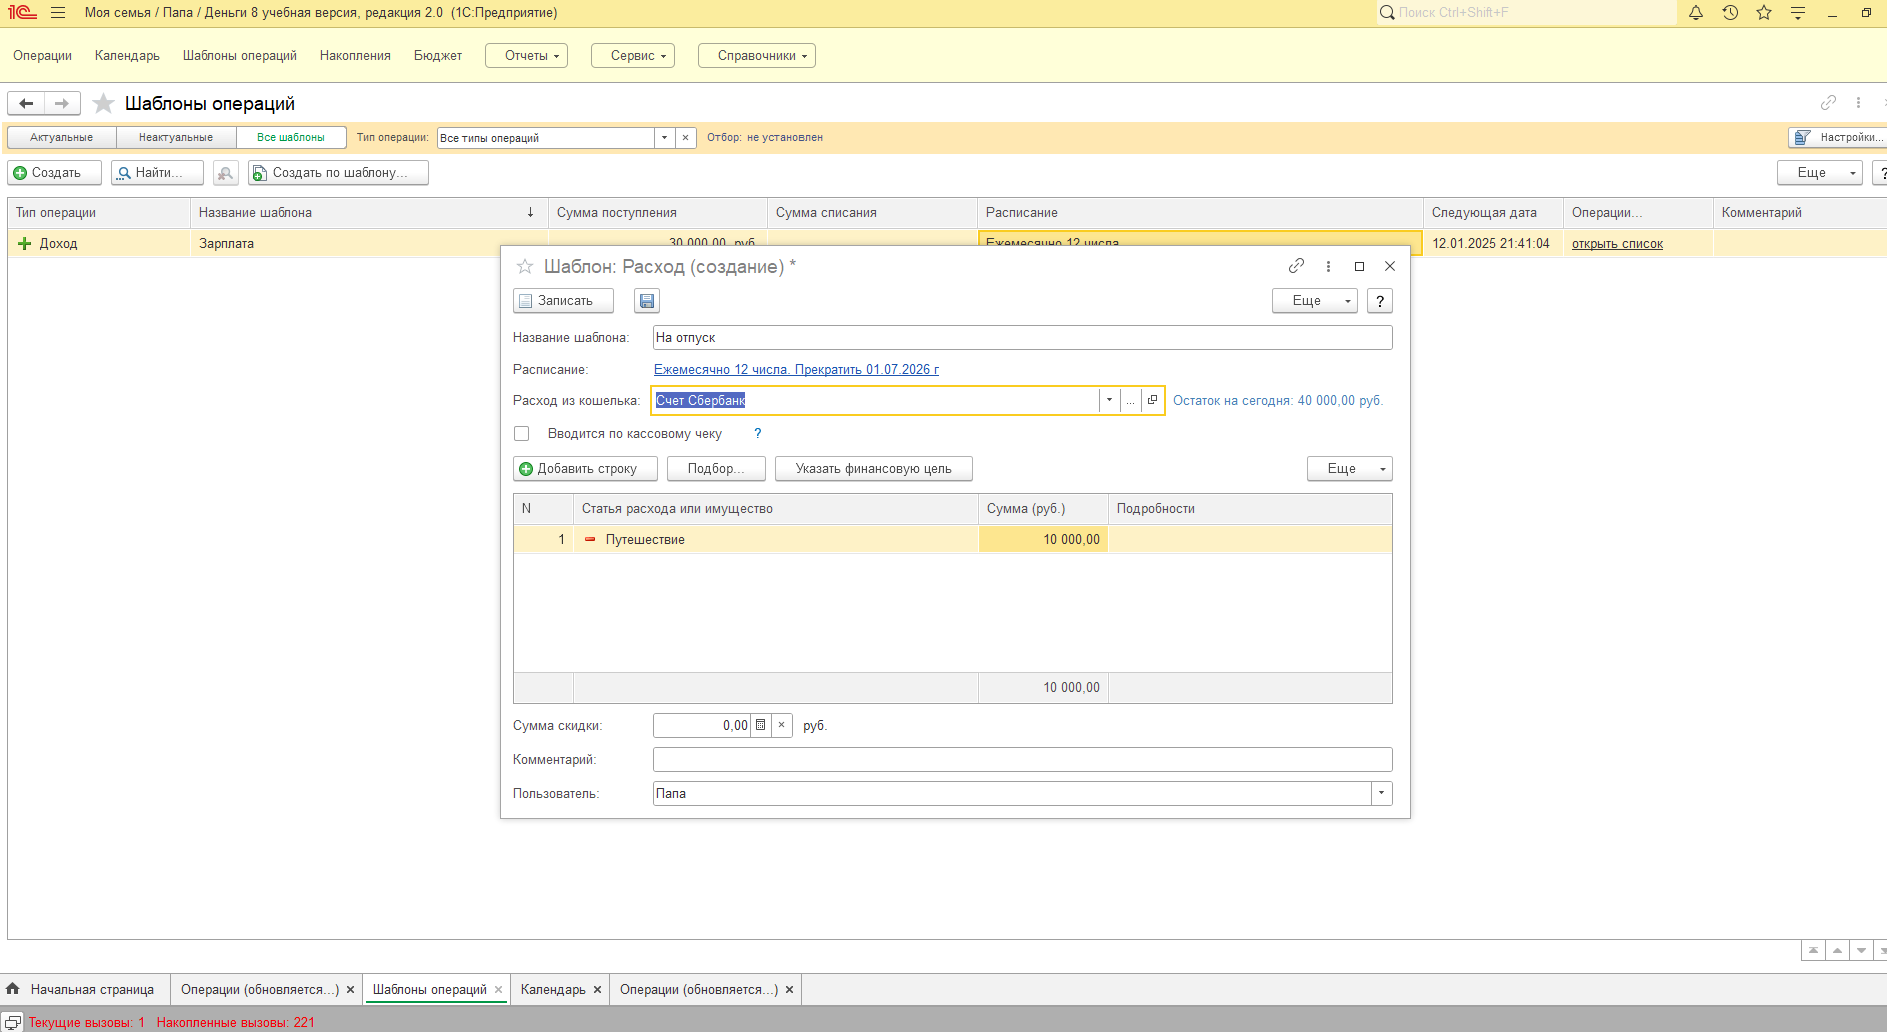 1С Моя семья / Папа / Деньги 8 учебная версия, редакция 2.0 (1С:Предприятие) Поиск Ctrl+Shift+F
Операции Календарь Шаблоны операций Накопления Бюджет Отчеты Сервис Справочники
Шаблоны операций
Актуальные Неактуальные Все шаблоны Тип операции: Все типы операций × Отбор: не установлен Настройки...
Создать Найти... Создать по шаблону... Еще ?
Тип операции Название шаблона ↓ Сумма поступления Сумма списания Расписание Следующая дата Операции... Комментарий
Доход Зарплата 30 000,00 руб. Ежемесячно 12 числа 12.01.2025 21:41:04 открыть список
Шаблон: Расход (создание) *
Записать Еще ?
Название шаблона: На отпуск
Расписание: Ежемесячно 12 числа. Прекратить 01.07.2026 г
Расход из кошелька: Счет Сбербанк ... Остаток на сегодня: 40 000,00 руб.
Вводится по кассовому чеку ?
Добавить строку Подбор... Указать финансовую цель Еще
N Статья расхода или имущество Сумма (руб.) Подробности
1 Путешествие 10 000,00
10 000,00
Сумма скидки: 0,00 × руб.
Комментарий:
Пользователь: Папа
Начальная страница Операции (обновляется...) × Шаблоны операций × Календарь × Операции (обновляется...) ×
Текущие вызовы: 1 Накопленные вызовы: 221